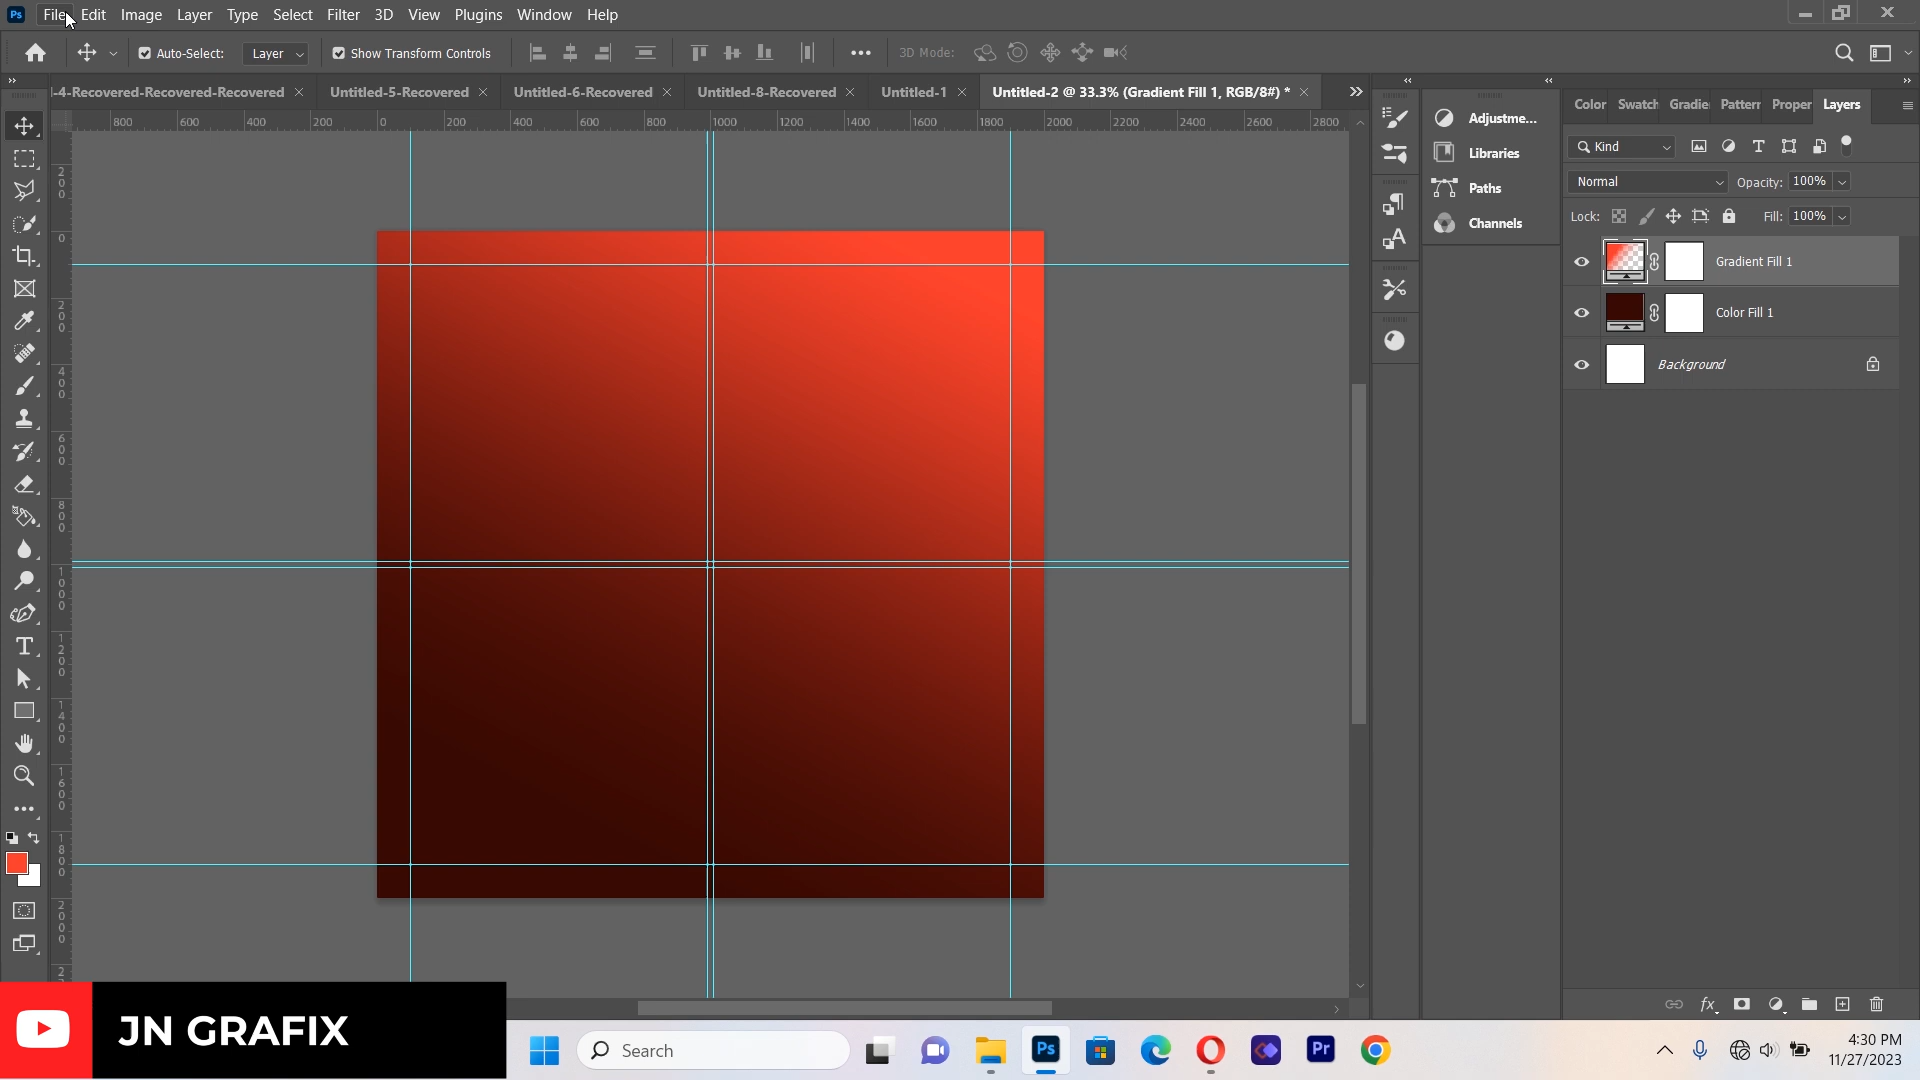 Ps File Edit Image Layer Type Select Filter 3D View Plugins Window Help
Auto-Select: Layer Show Transform Controls 3D Mode:
-4-Recovered-Recovered-Recovered Untitled-5-Recovered Untitled-6-Recovered Untitled-8-Recovered Untitled-1 Untitled-2 @ 33.3% (Gradient Fill 1, RGB/8#) *
800 600 400 200 0 200 400 600 800 1000 1200 1400 1600 1800 2000 2200 2400 2600 2800
200
0
200
400
600
800
1000
1200
1400
1600
1800
2000
2
Adjustme...
Libraries
Paths
Channels
Color Swatch Gradie Pattern Proper Layers
Kind
Normal Opacity: 100%
Lock: Fill: 100%
Gradient Fill 1
Color Fill 1
Background
fx
JN GRAFIX
Search
Ps
Pr
4:30 PM
11/27/2023